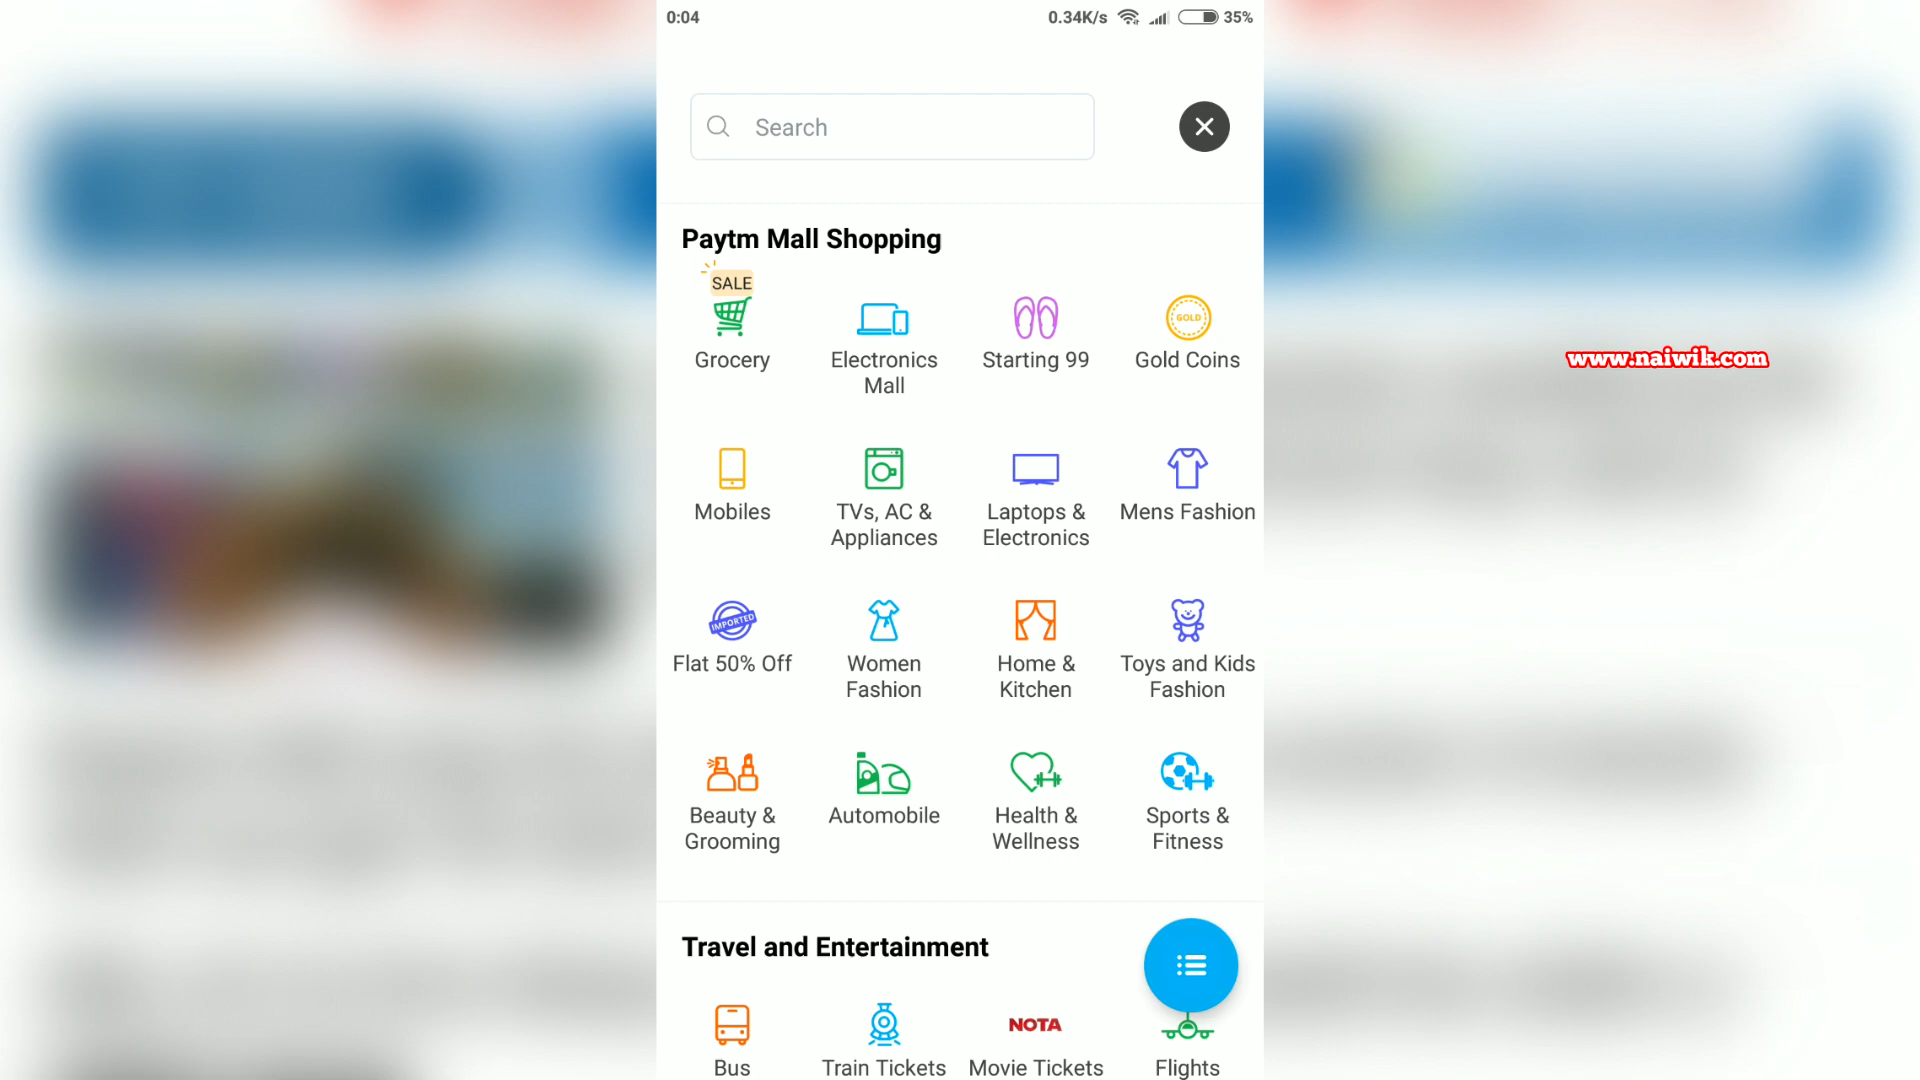 0:04 0.34K/s 35%
Search
Paytm Mall Shopping
SALE
GOLD
Grocery Electronics Mall Starting 99 Gold Coins
Mobiles TVs, AC & Appliances Laptops & Electronics Mens Fashion
IMPORTED
Flat 50% Off Women Fashion Home & Kitchen Toys and Kids Fashion
Beauty & Grooming Automobile Health & Wellness Sports & Fitness
Travel and Entertainment
NOTA
Bus Train Tickets Movie Tickets Flights
www.naiwik.com